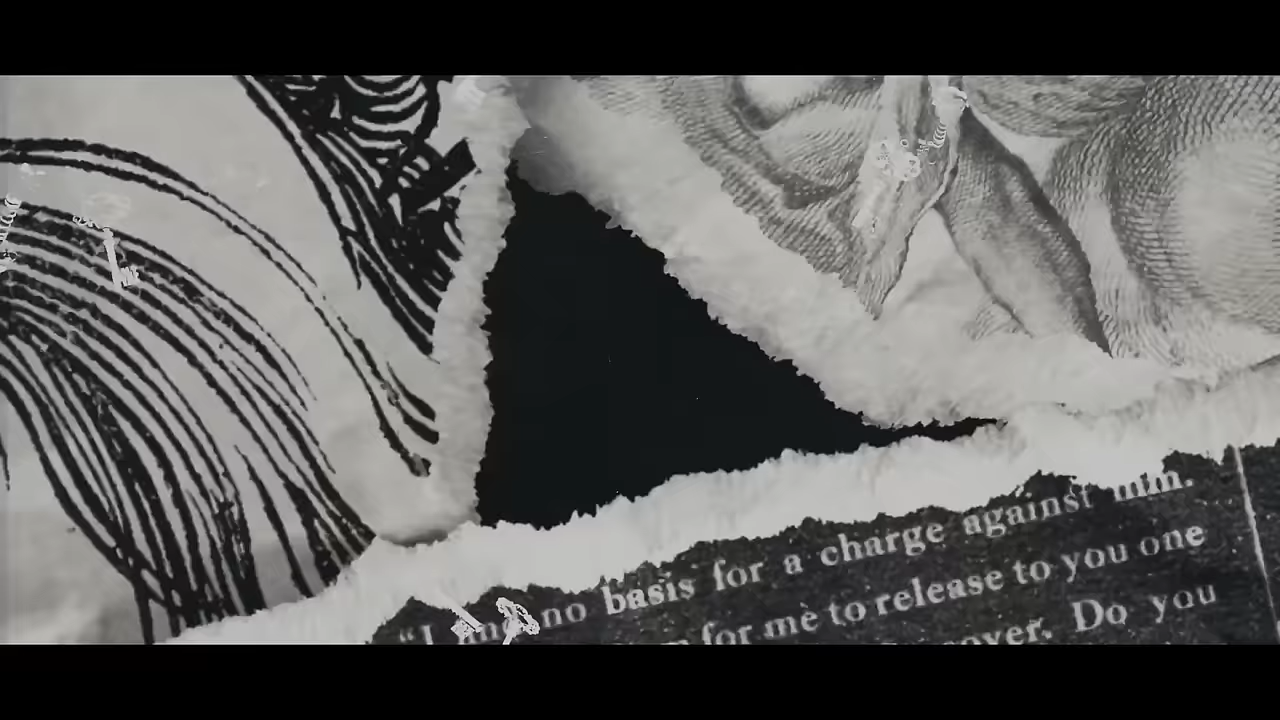 “I find no basis for a charge against him.
for me to release to you one
Do you